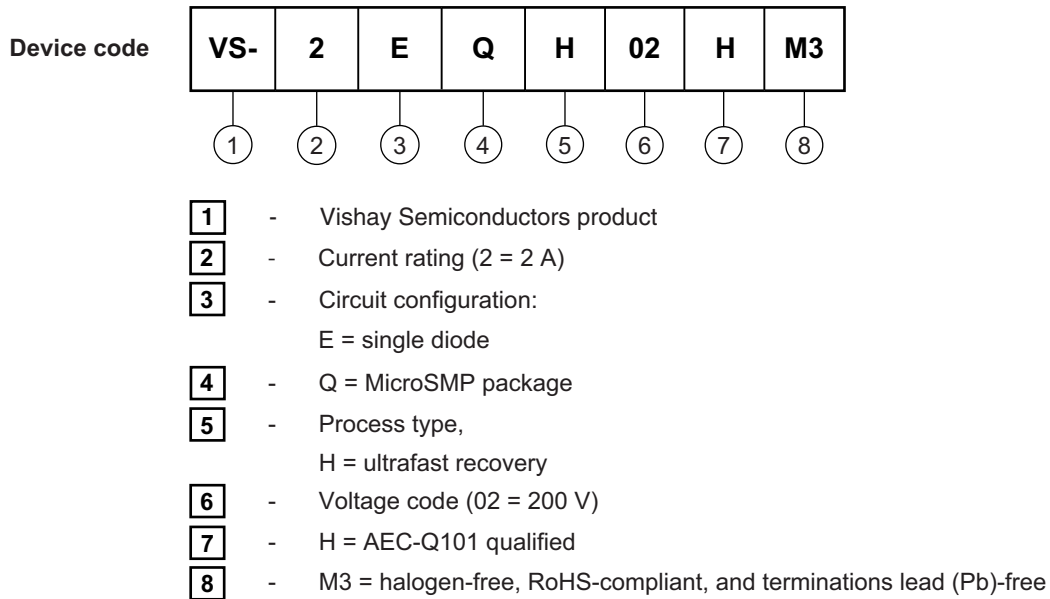 Device code VS- 2 E Q H 02 H M3
1 2 3 4 5 6 7 8
1 - Vishay Semiconductors product
2 - Current rating (2 = 2 A)
3 - Circuit configuration:
E = single diode
4 - Q = MicroSMP package
5 - Process type,
H = ultrafast recovery
6 - Voltage code (02 = 200 V)
7 - H = AEC-Q101 qualified
8 - M3 = halogen-free, RoHS-compliant, and terminations lead (Pb)-free